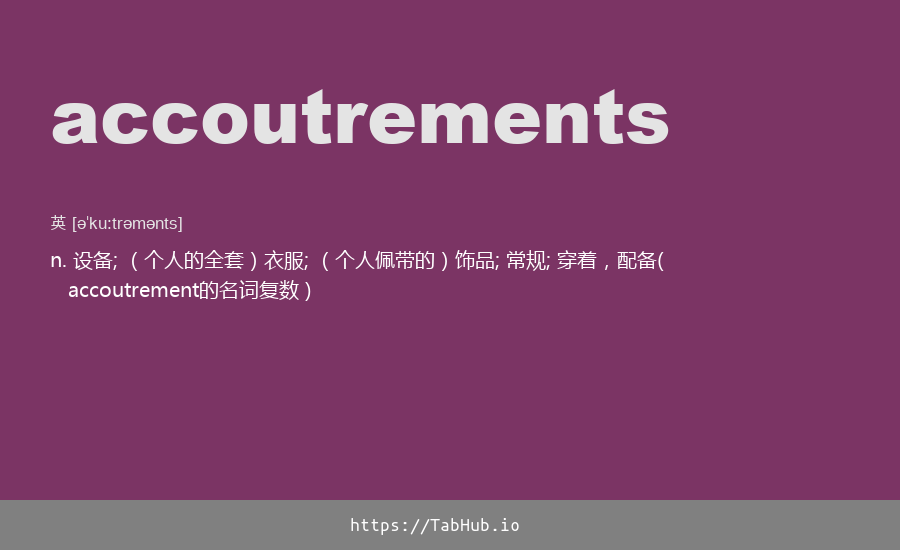 accoutrements
英 [əˈku:trəmənts]
n. 设备; （个人的全套）衣服; （个人佩带的）饰品; 常规; 穿着，配备(
accoutrement的名词复数）
https://TabHub.io